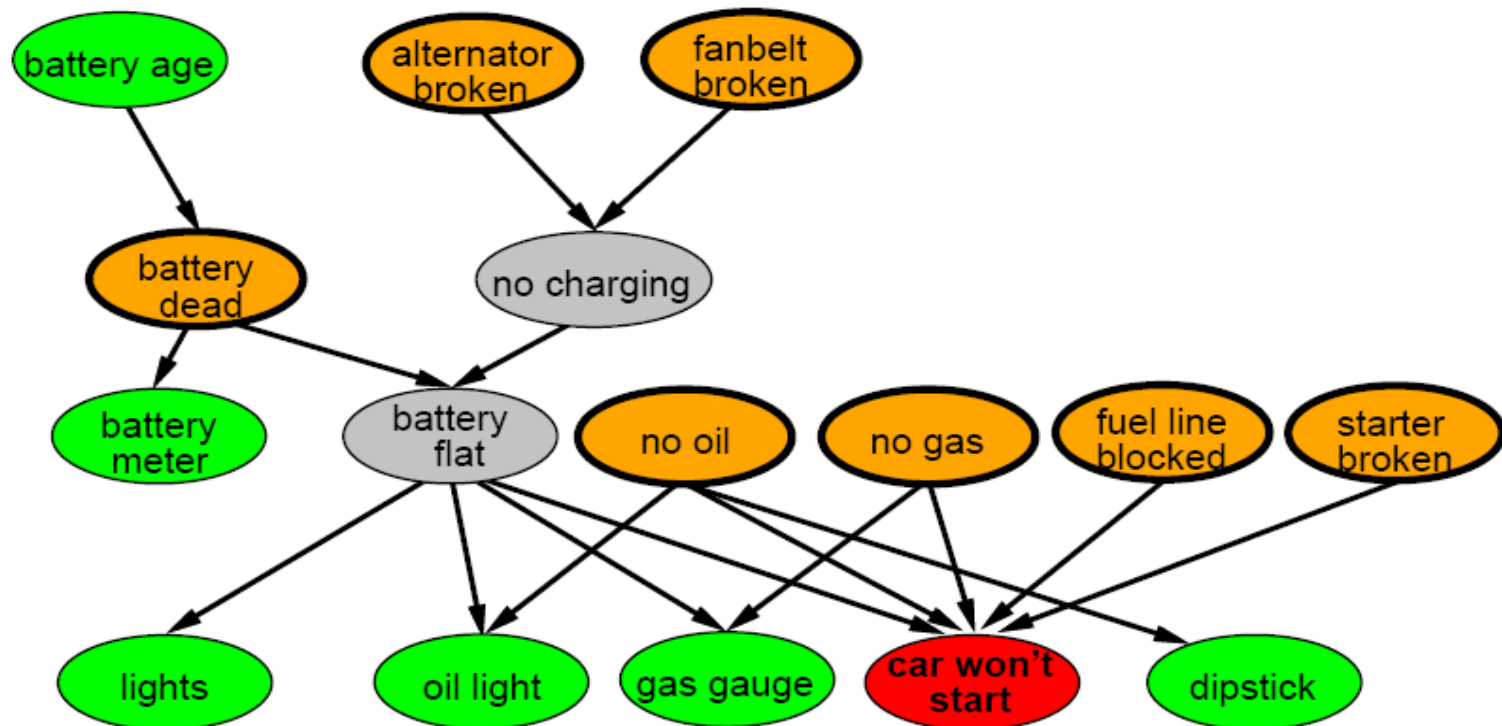 battery age
alternator
broken
fanbelt
broken
battery
dead
no charging
battery
meter
battery
flat
no oil
no gas
fuel line
blocked
starter
broken
lights
oil light
gas gauge
car won't
start
dipstick